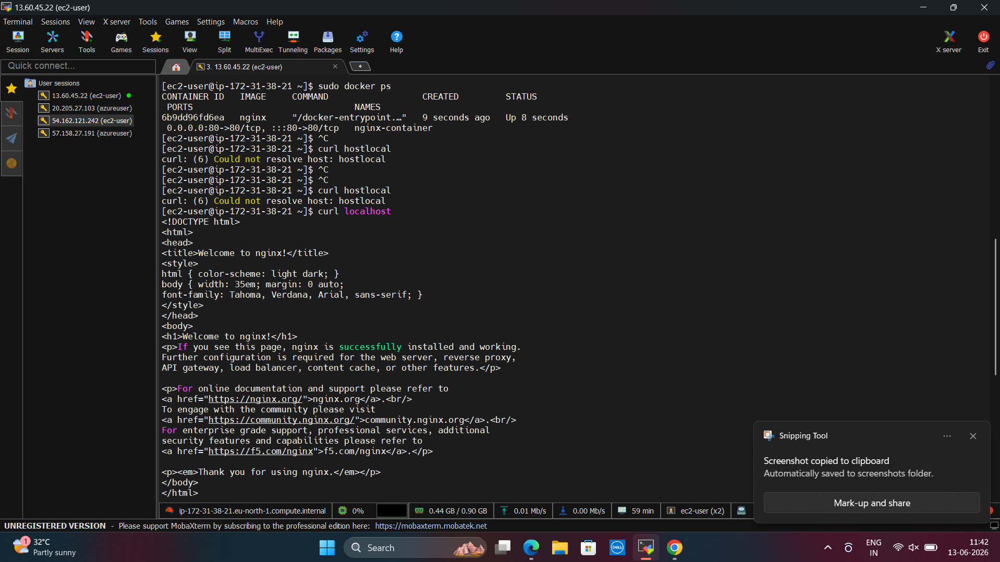 13.60.45.22 (ec2-user)
Terminal Sessions View X server Tools Games Settings Macros Help
Session Servers Tools Games Sessions View Split MultiExec Tunneling Packages Settings Help X server Exit
Quick connect...
3. 13.60.45.22 (ec2-user)
User sessions
13.60.45.22 (ec2-user)
20.205.27.103 (azureuser)
54.162.121.242 (ec2-user)
57.158.27.191 (azureuser)
[ec2-user@ip-172-31-38-21 ~]$ sudo docker ps
CONTAINER ID   IMAGE     COMMAND                  CREATED         STATUS
 PORTS                               NAMES
6b9dd96fd6ea   nginx     "/docker-entrypoint.…"   9 seconds ago   Up 8 seconds
 0.0.0.0:80->80/tcp, :::80->80/tcp   nginx-container
[ec2-user@ip-172-31-38-21 ~]$ ^C
[ec2-user@ip-172-31-38-21 ~]$ curl hostlocal
curl: (6) Could not resolve host: hostlocal
[ec2-user@ip-172-31-38-21 ~]$ ^C
[ec2-user@ip-172-31-38-21 ~]$ ^C
[ec2-user@ip-172-31-38-21 ~]$ curl hostlocal
curl: (6) Could not resolve host: hostlocal
[ec2-user@ip-172-31-38-21 ~]$ curl localhost
<!DOCTYPE html>
<html>
<head>
<title>Welcome to nginx!</title>
<style>
html { color-scheme: light dark; }
body { width: 35em; margin: 0 auto;
font-family: Tahoma, Verdana, Arial, sans-serif; }
</style>
</head>
<body>
<h1>Welcome to nginx!</h1>
<p>If you see this page, nginx is successfully installed and working.
Further configuration is required for the web server, reverse proxy,
API gateway, load balancer, content cache, or other features.</p>
<p>For online documentation and support please refer to
<a href="https://nginx.org/">nginx.org</a>.<br/>
To engage with the community please visit
<a href="https://community.nginx.org/">community.nginx.org</a>.<br/>
For enterprise grade support, professional services, additional
security features and capabilities please refer to
<a href="https://f5.com/nginx">f5.com/nginx</a>.</p>
<p><em>Thank you for using nginx.</em></p>
</body>
</html>
Snipping Tool
Screenshot copied to clipboard
Automatically saved to screenshots folder.
Mark-up and share
ip-172-31-38-21.eu-north-1.compute.internal 0% 0.44 GB / 0.90 GB 0.01 Mb/s 0.00 Mb/s 59 min ec2-user (x2)
UNREGISTERED VERSION - Please support MobaXterm by subscribing to the professional edition here: https://mobaxterm.mobatek.net
1
32°C
Partly sunny
Search
DELL
ENG
IN
11:42
13-06-2026